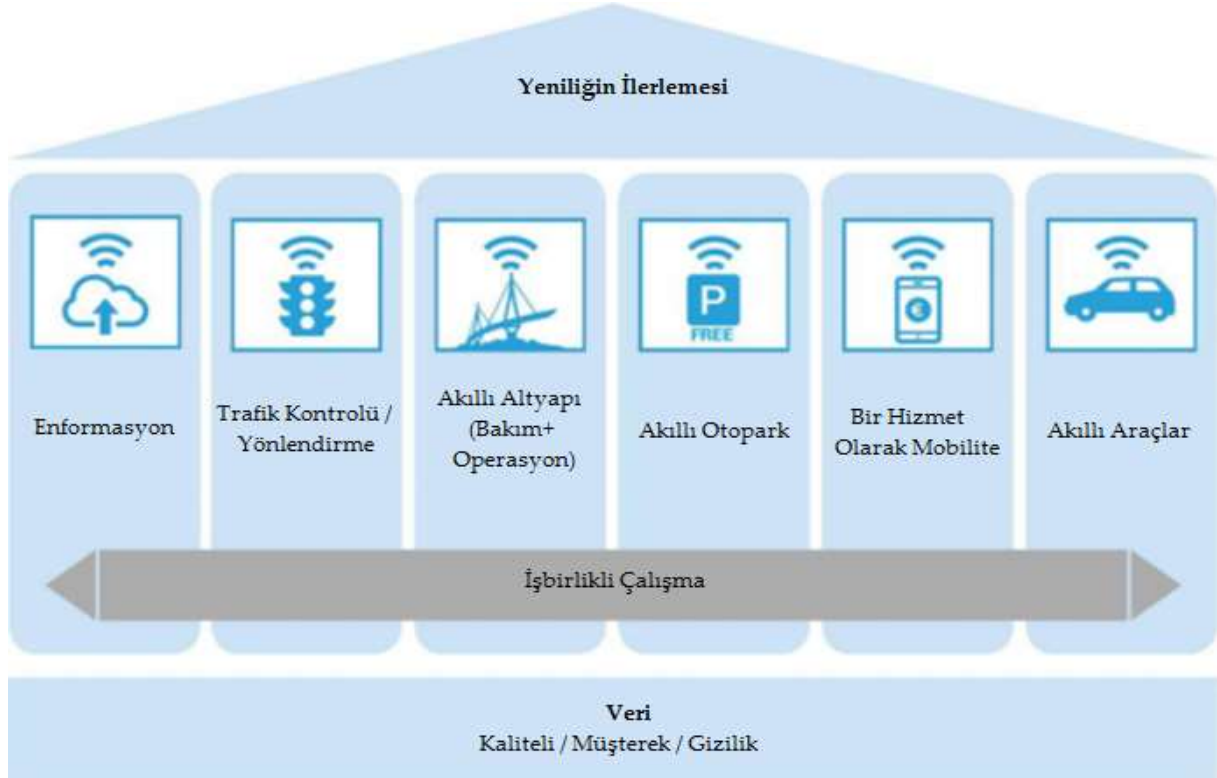 Yeniliğin İlerlemesi
P
FREE
Enformasyon
Trafik Kontrolü /
Yönlendirme
Akıllı Altyapı
(Bakım+
Operasyon)
Akıllı Otopark
Bir Hizmet
Olarak Mobilite
Akıllı Araçlar
İşbirlikli Çalışma
Veri
Kaliteli / Müşterek / Gizilik